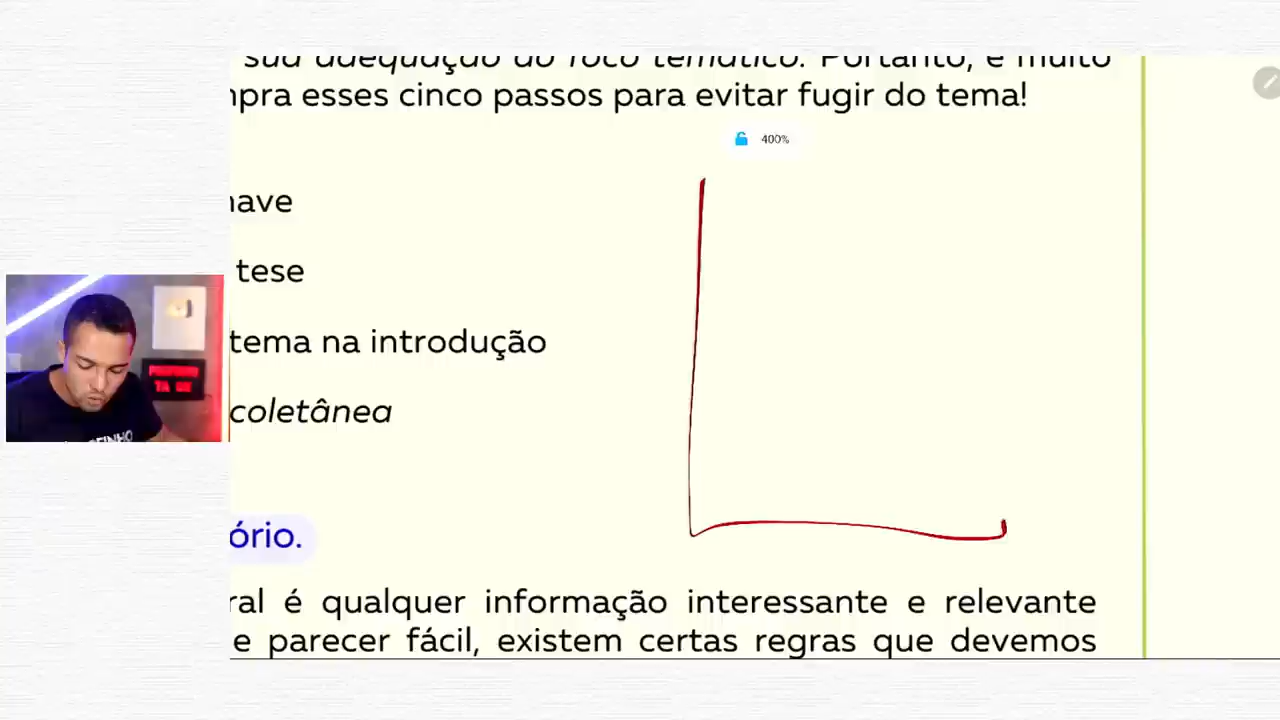 sua adequação ao foco temático. Portanto, é muito
mpra esses cinco passos para evitar fugir do tema!
400%
have
tese
tema na introdução
coletânea
ório.
ral é qualquer informação interessante e relevante
e parecer fácil, existem certas regras que devemos